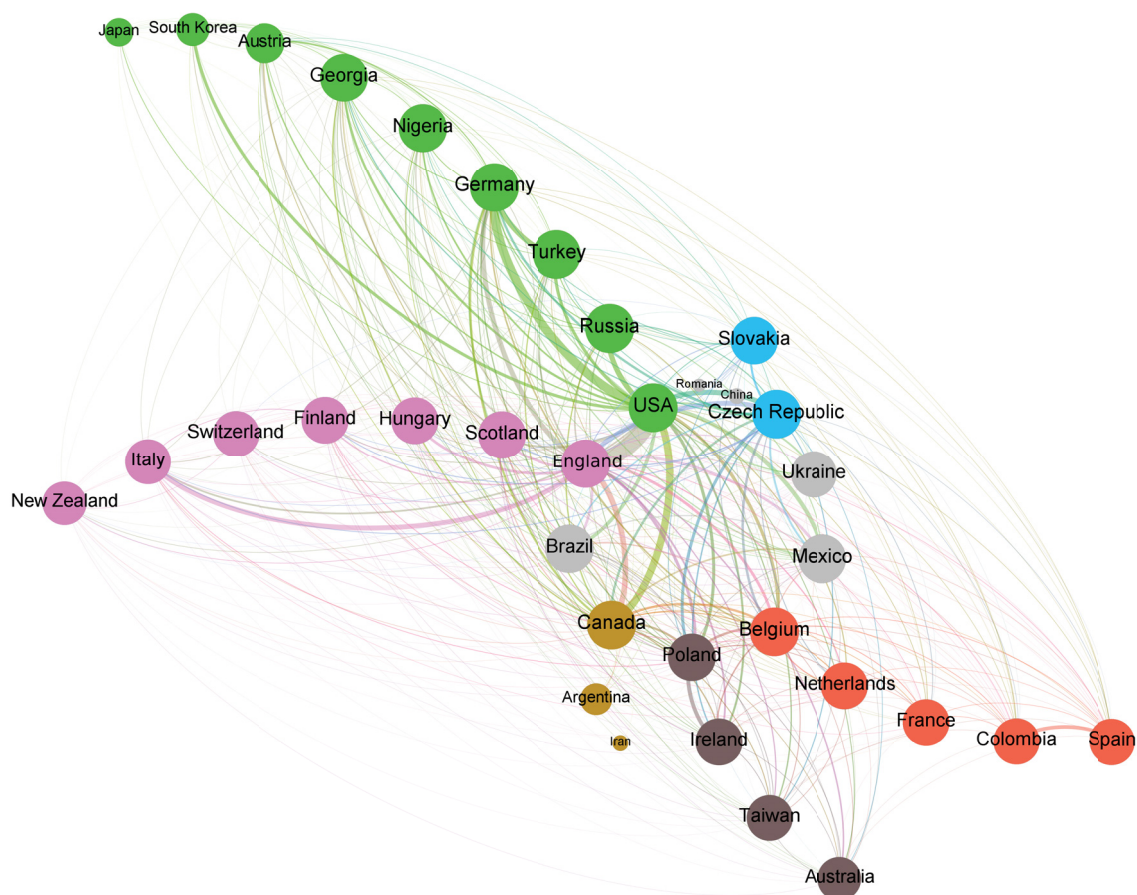 Japan
South Korea
Austria
Georgia
Nigeria
Germany
Turkey
Russia
Slovakia
Romania
China
USA
Czech Republic
Finland
Hungary
Switzerland
Scotland
Italy
England
Ukraine
New Zealand
Brazil
Mexico
Canada
Belgium
Poland
Netherlands
Argentina
France
Iran
Ireland
Colombia
Spain
Taiwan
Australia